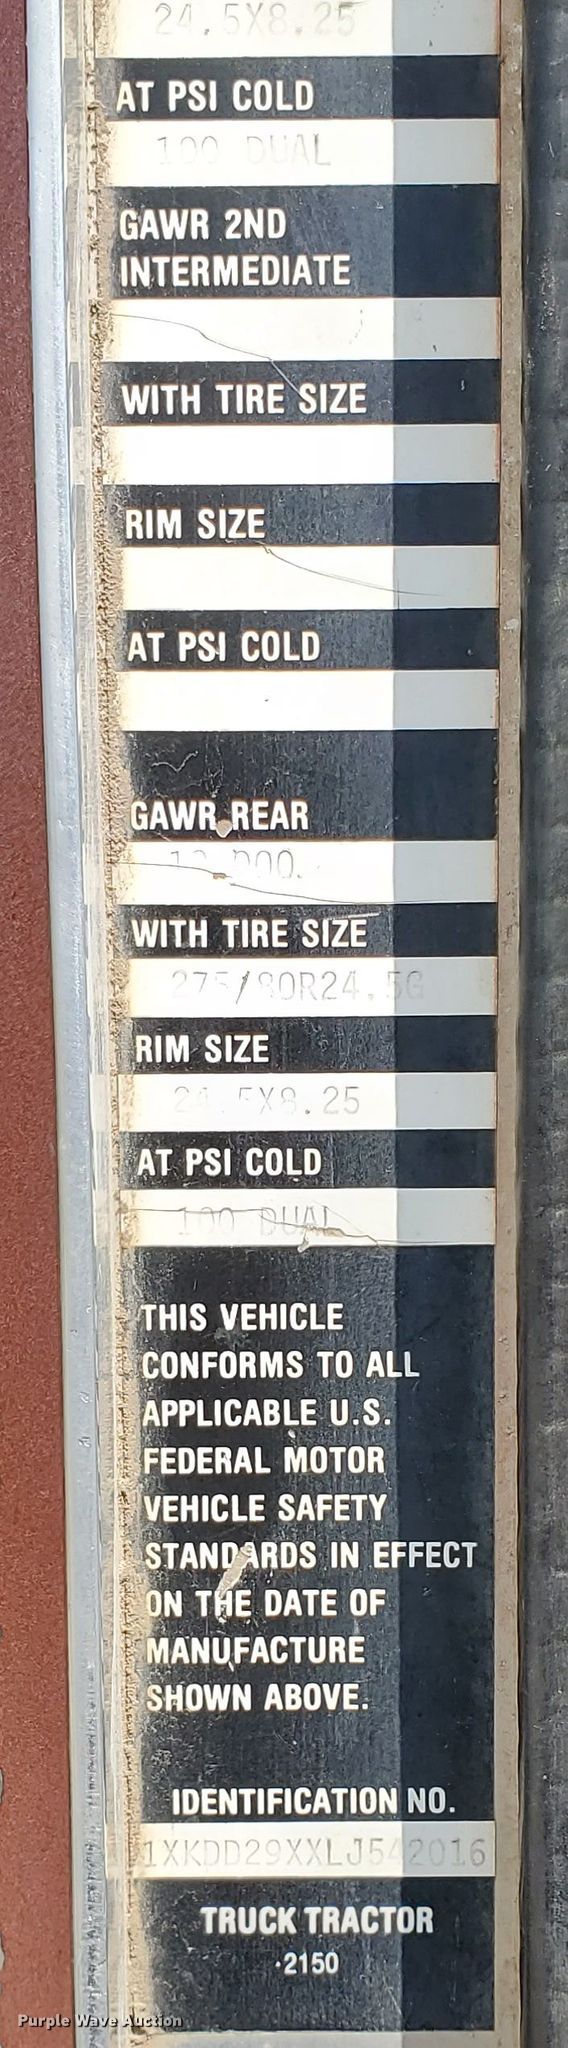 24.5X8.25
AT PSI COLD
100 DUAL
GAWR 2ND
INTERMEDIATE
WITH TIRE SIZE
RIM SIZE
AT PSI COLD
GAWR REAR
WITH TIRE SIZE
275/80R24.5G
RIM SIZE
24.5X8.25
AT PSI COLD
100 DUAL
THIS VEHICLE
CONFORMS TO ALL
APPLICABLE U.S.
FEDERAL MOTOR
VEHICLE SAFETY
STANDARDS IN EFFECT
ON THE DATE OF
MANUFACTURE
SHOWN ABOVE.
IDENTIFICATION NO.
1XKDD29XXLJ542016
TRUCK TRACTOR
·2150
Purple Wave Auction